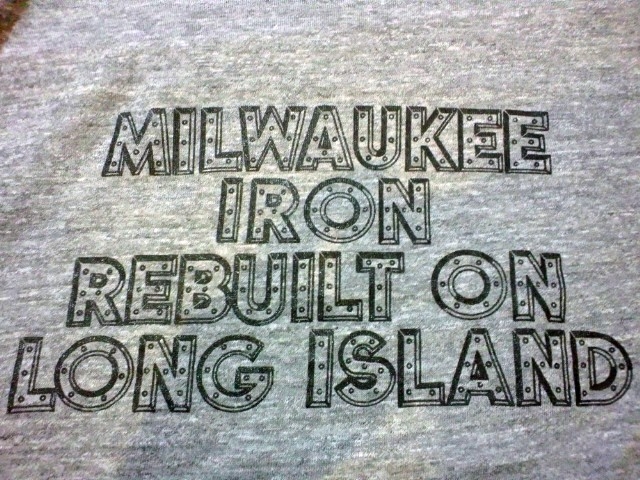 MILWAUKEE
IRON
REBUILT ON
LONG ISLAND